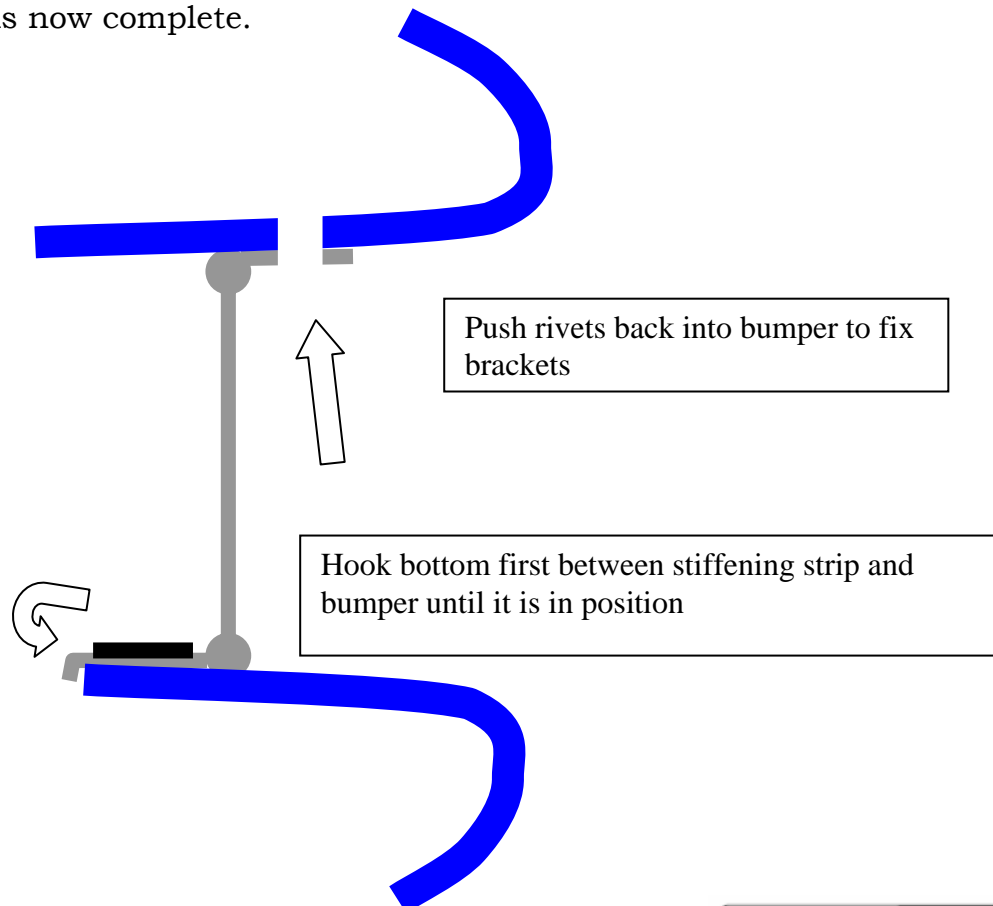 s now complete.
Push rivets back into bumper to fix
brackets
Hook bottom first between stiffening strip and
bumper until it is in position